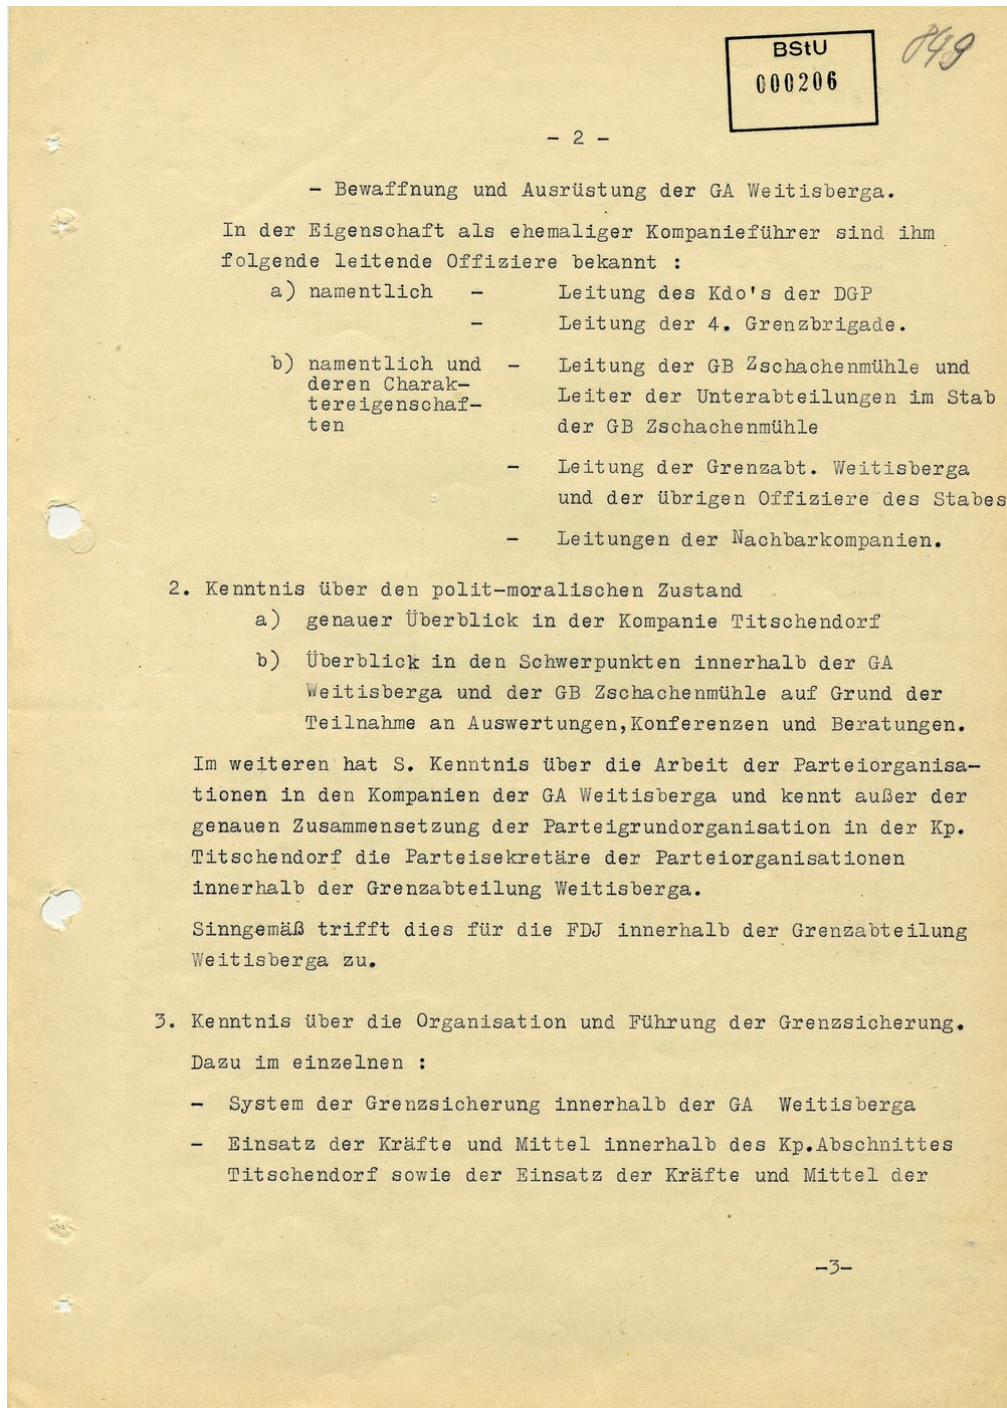 BStU
000206
849
- 2 -
- Bewaffnung und Ausrüstung der GA Weitisberga.
In der Eigenschaft als ehemaliger Kompanieführer sind ihm
folgende leitende Offiziere bekannt :
a) namentlich - Leitung des Kdo's der DGP
- Leitung der 4. Grenzbrigade.
b) namentlich und - Leitung der GB Zschachenmühle und
deren Charak-
Leiter der Unterabteilungen im Stab
tereigenschaf-
ten
der GB Zschachenmühle
- Leitung der Grenzabt. Weitisberga
und der übrigen Offiziere des Stabes
- Leitungen der Nachbarkompanien.
2. Kenntnis über den polit-moralischen Zustand
a) genauer Überblick in der Kompanie Titschendorf
b) Überblick in den Schwerpunkten innerhalb der GA
Weitisberga und der GB Zschachenmühle auf Grund der
Teilnahme an Auswertungen,Konferenzen und Beratungen.
Im weiteren hat S. Kenntnis über die Arbeit der Parteiorganisa-
tionen in den Kompanien der GA Weitisberga und kennt außer der
genauen Zusammensetzung der Parteigrundorganisation in der Kp.
Titschendorf die Parteisekretäre der Parteiorganisationen
innerhalb der Grenzabteilung Weitisberga.
Sinngemäß trifft dies für die FDJ innerhalb der Grenzabteilung
Weitisberga zu.
3. Kenntnis über die Organisation und Führung der Grenzsicherung.
Dazu im einzelnen :
- System der Grenzsicherung innerhalb der GA Weitisberga
- Einsatz der Kräfte und Mittel innerhalb des Kp.Abschnittes
Titschendorf sowie der Einsatz der Kräfte und Mittel der
-3-